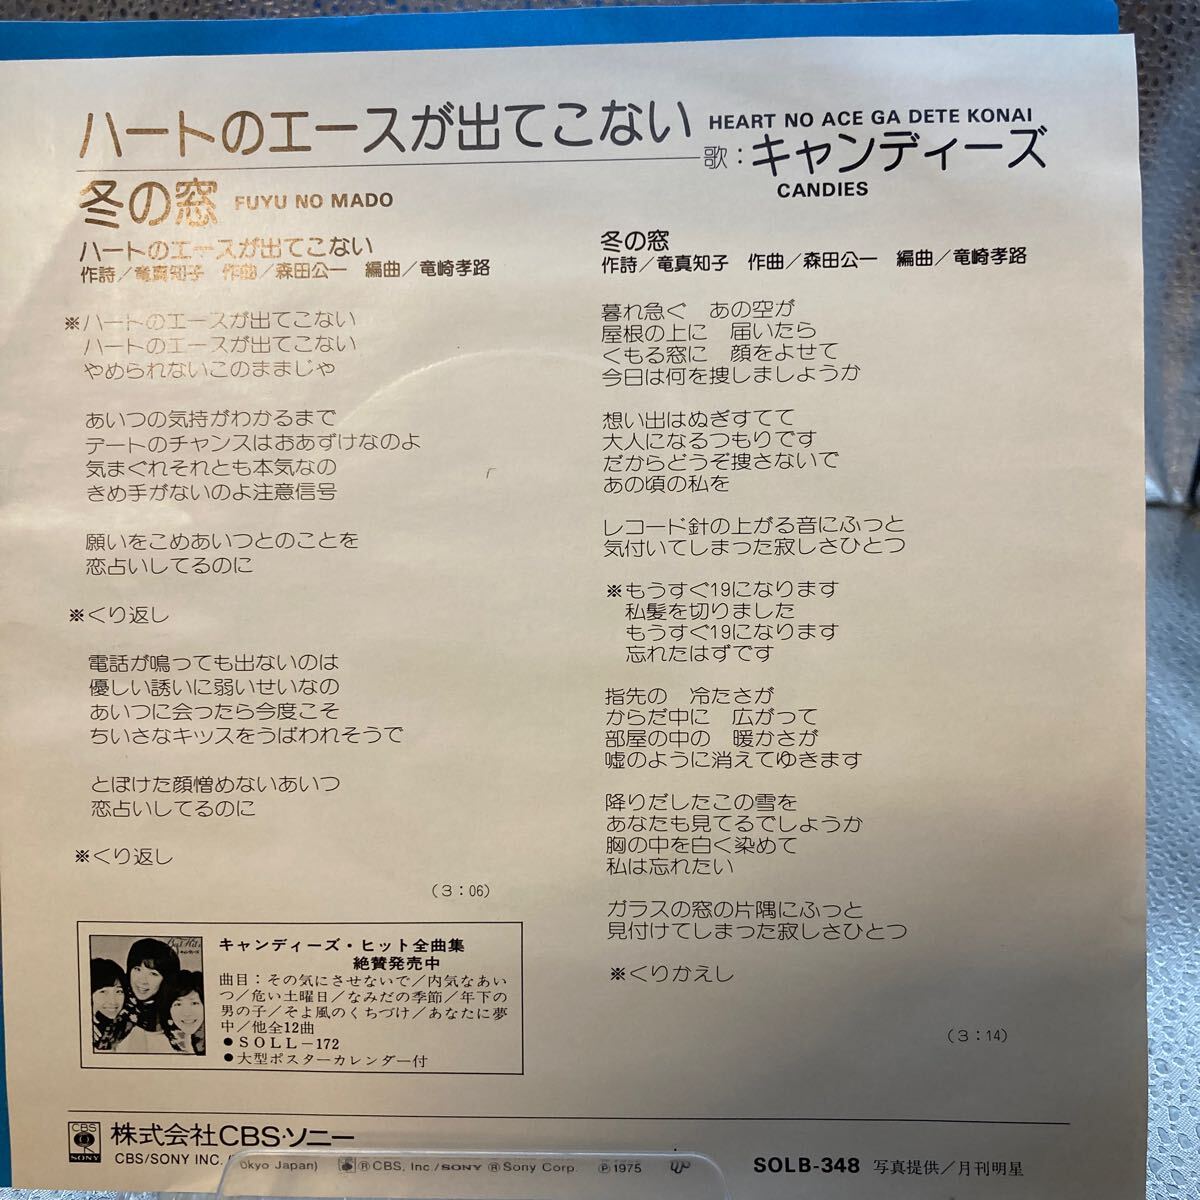 ハートのエースが出てこない HEART NO ACE GA DETE KONAI
歌：キャンディーズ
CANDIES
冬の窓 FUYU NO MADO
ハートのエースが出てこない
作詩／竜真知子 作曲／森田公一 編曲／竜崎孝路
※ハートのエースが出てこない
ハートのエースが出てこない
やめられないこのままじゃ
あいつの気持がわかるまで
デートのチャンスはおあずけなのよ
気まぐれそれとも本気なの
きめ手がないのよ注意信号
願いをこめあいつとのことを
恋占いしてるのに
※くり返し
電話が鳴っても出ないのは
優しい誘いに弱いせいなの
あいつに会ったら今度こそ
ちいさなキッスをうばわれそうで
とぼけた顔憎めないあいつ
恋占いしてるのに
※くり返し
（3：06）
冬の窓
作詩／竜真知子 作曲／森田公一 編曲／竜崎孝路
暮れ急ぐ あの空が
屋根の上に 届いたら
くもる窓に 顔をよせて
今日は何を捜しましょうか
想い出はぬぎすてて
大人になるつもりです
だからどうぞ捜さないで
あの頃の私を
レコード針の上がる音にふっと
気付いてしまった寂しさひとつ
※もうすぐ19になります
私髪を切りました
もうすぐ19になります
忘れたはずです
指先の 冷たさが
からだ中に 広がって
部屋の中の 暖かさが
嘘のように消えてゆきます
降りだしたこの雪を
あなたも見てるでしょうか
胸の中を白く染めて
私は忘れたい
ガラスの窓の片隅にふっと
見付けてしまった寂しさひとつ
※くりかえし
（3：14）
キャンディーズ・ヒット全曲集
絶賛発売中
曲目：その気にさせないで／内気なあい
つ／危い土曜日／なみだの季節／年下の
男の子／そよ風のくちづけ／あなたに夢
中／他全12曲
●SOLL-172
●大型ポスターカレンダー付
CBS
SONY
株式会社CBS・ソニー
CBS/SONY INC. okyo Japan) ®CBS, Inc／SONY ® Sony Corp. ℗1975
SOLB-348 写真提供／月刊明星